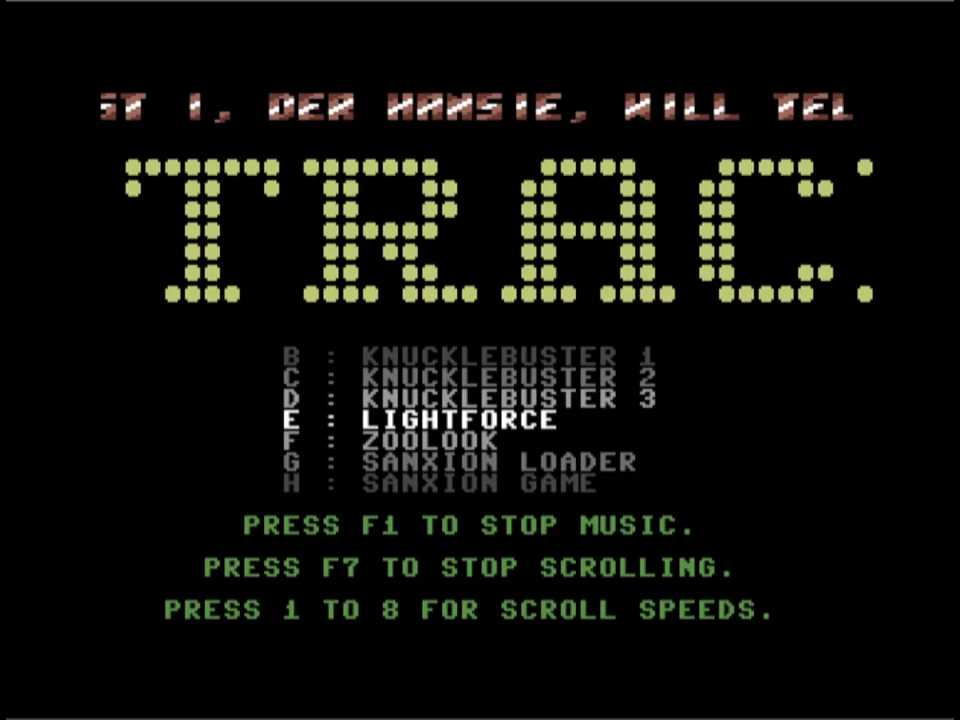 ST I, DER HANSIE, WILL TEL
TRAC
B : KNUCKLEBUSTER 1
C : KNUCKLEBUSTER 2
D : KNUCKLEBUSTER 3
E : LIGHTFORCE
F : ZOOLOOK
G : SANXION LOADER
H : SANXION GAME
PRESS F1 TO STOP MUSIC.
PRESS F7 TO STOP SCROLLING.
PRESS 1 TO 8 FOR SCROLL SPEEDS.